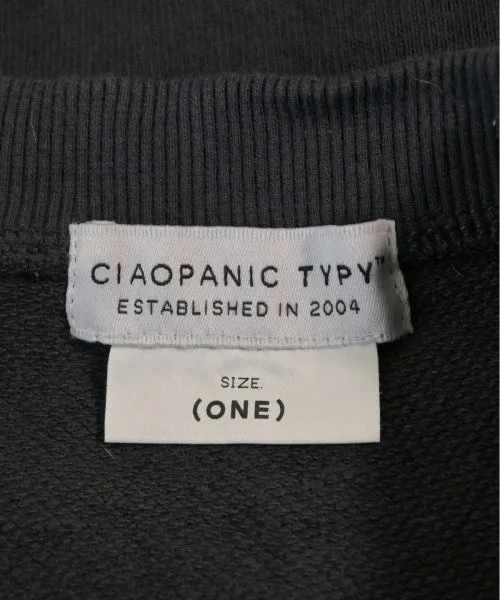 CIAOPANIC TYPY™
ESTABLISHED IN 2004
SIZE.
(ONE)